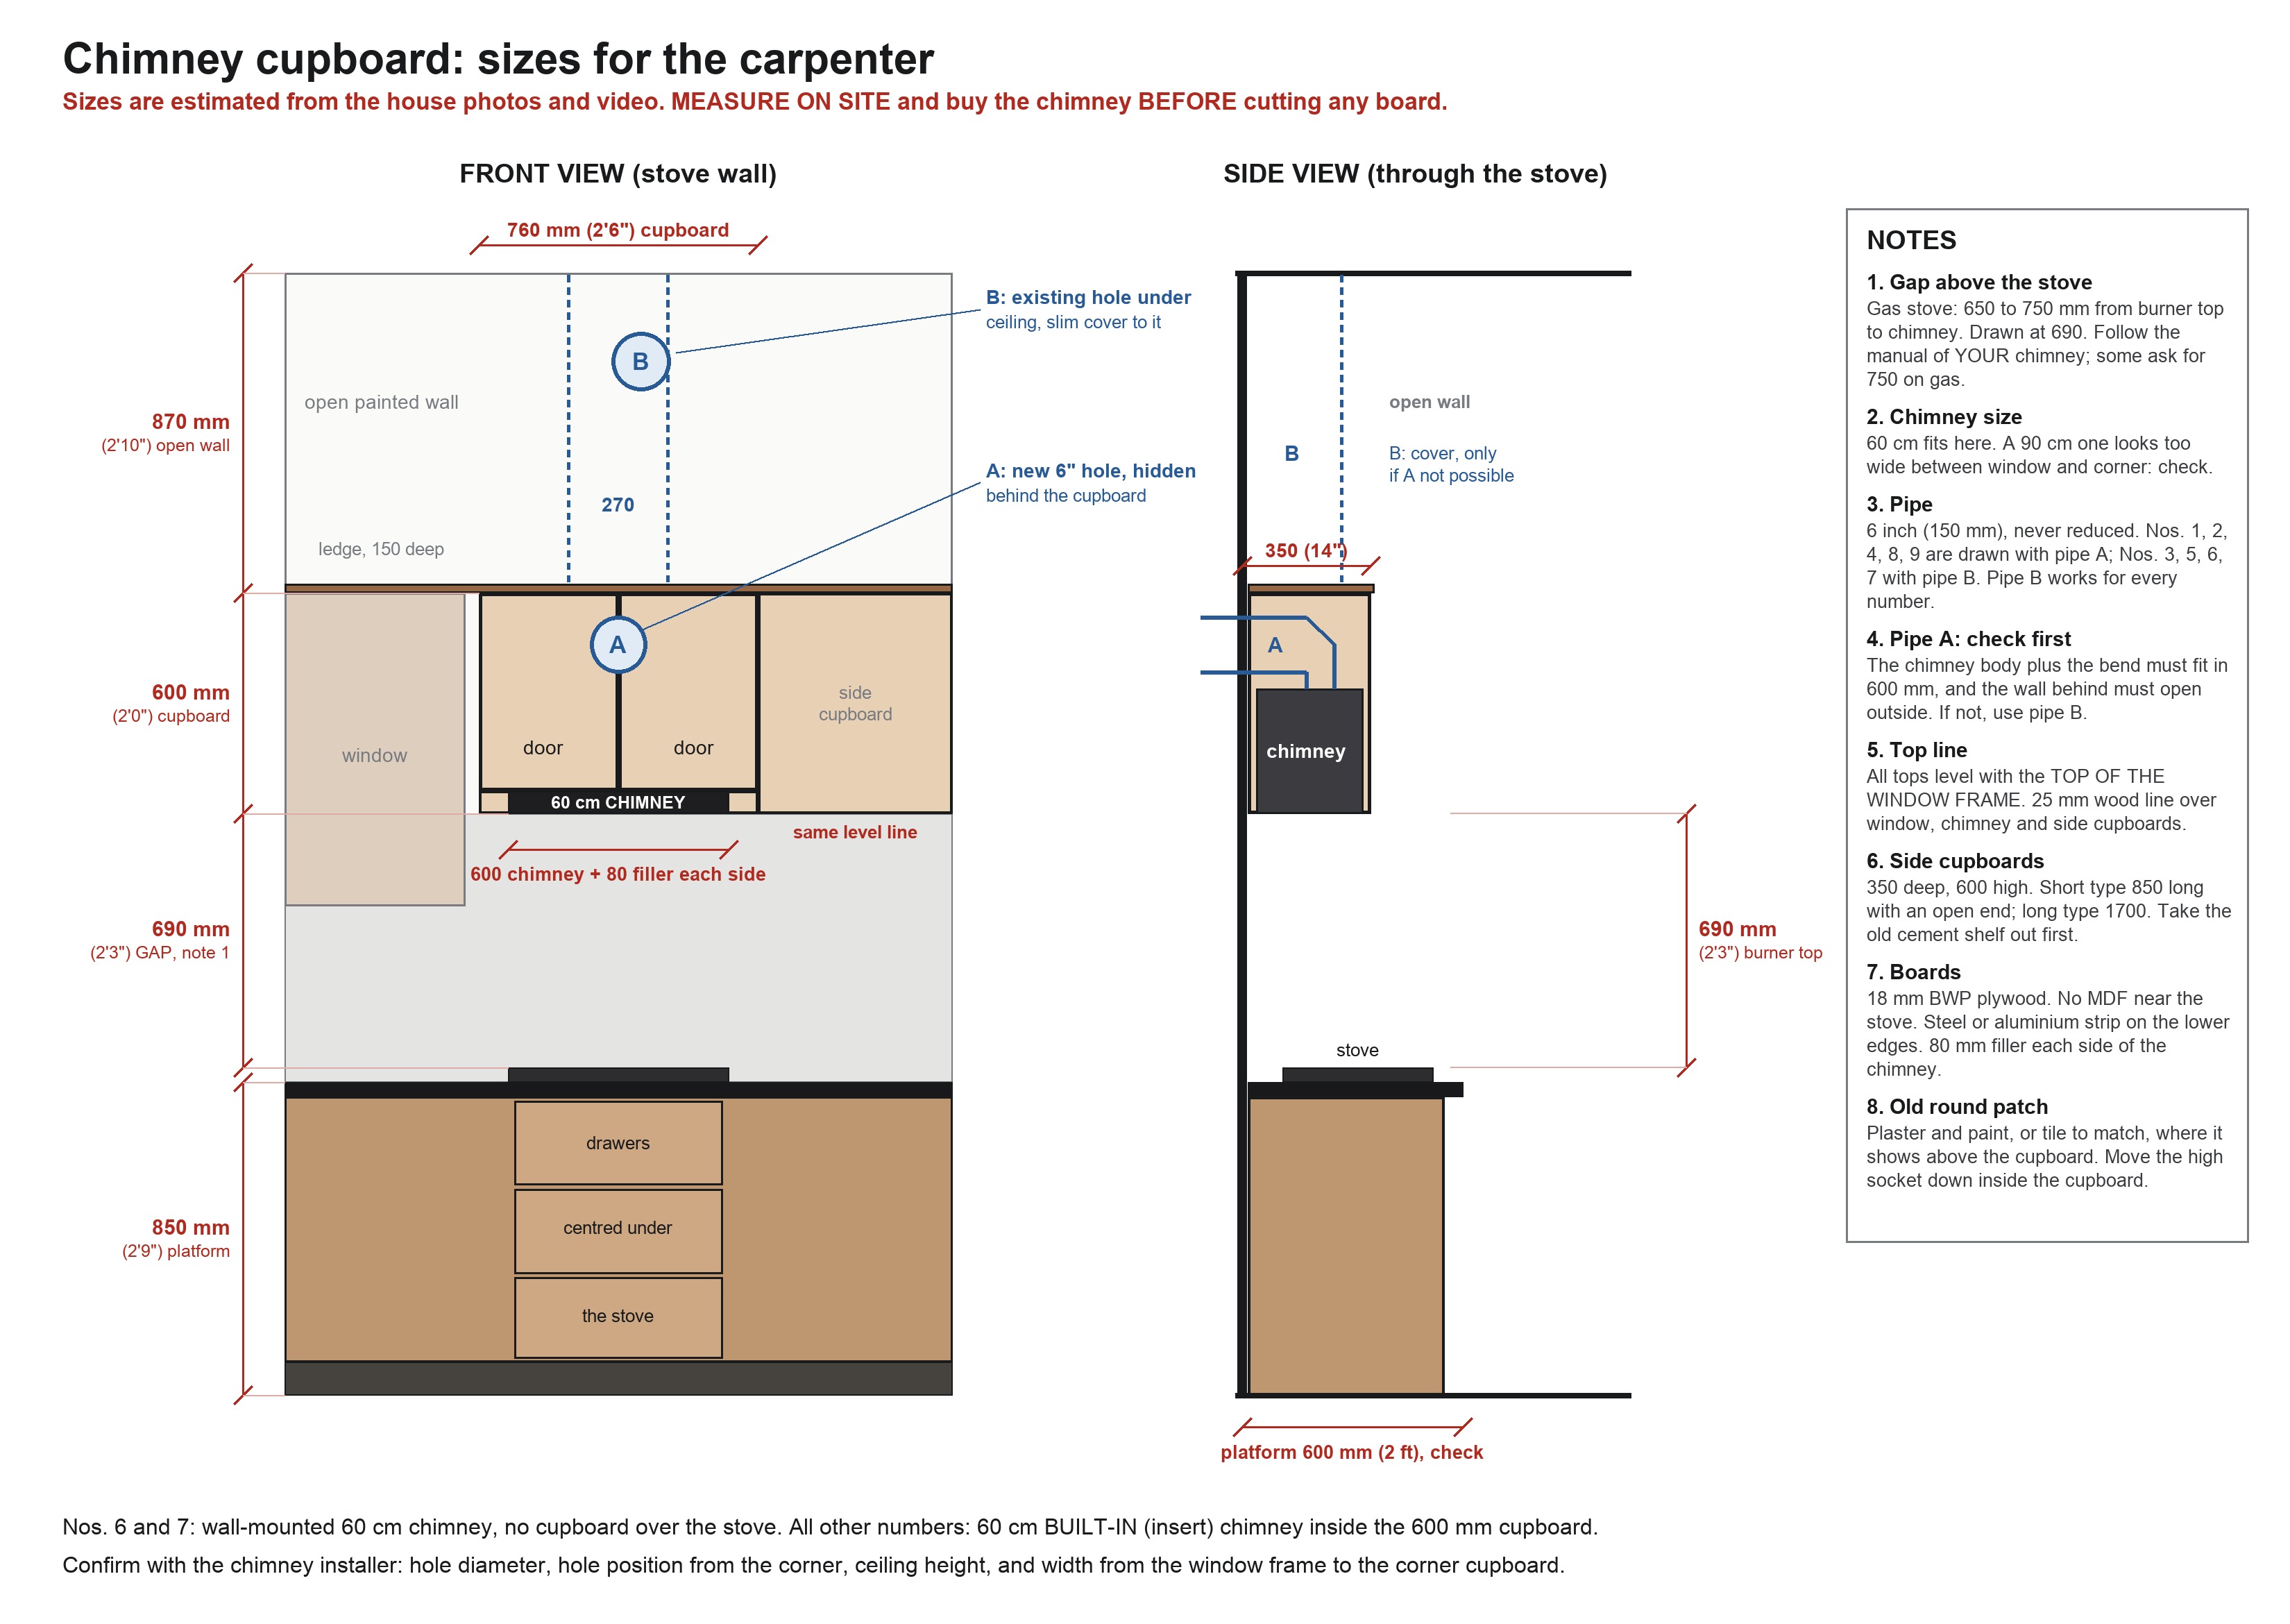 Chimney cupboard: sizes for the carpenter
Sizes are estimated from the house photos and video. MEASURE ON SITE and buy the chimney BEFORE cutting any board.
FRONT VIEW (stove wall)
760 mm (2'6") cupboard
B: existing hole under
ceiling, slim cover to it
B
open painted wall
870 mm
(2'10") open wall
A: new 6" hole, hidden
behind the cupboard
270
ledge, 150 deep
A
600 mm
(2'0") cupboard
side
cupboard
window
door
door
60 cm CHIMNEY
same level line
600 chimney + 80 filler each side
690 mm
(2'3") GAP, note 1
drawers
centred under
the stove
850 mm
(2'9") platform
SIDE VIEW (through the stove)
open wall
B
B: cover, only
if A not possible
350 (14")
A
chimney
690 mm
(2'3") burner top
stove
platform 600 mm (2 ft), check
NOTES
1. Gap above the stove
Gas stove: 650 to 750 mm from burner top
to chimney. Drawn at 690. Follow the
manual of YOUR chimney; some ask for
750 on gas.
2. Chimney size
60 cm fits here. A 90 cm one looks too
wide between window and corner: check.
3. Pipe
6 inch (150 mm), never reduced. Nos. 1, 2,
4, 8, 9 are drawn with pipe A; Nos. 3, 5, 6,
7 with pipe B. Pipe B works for every
number.
4. Pipe A: check first
The chimney body plus the bend must fit in
600 mm, and the wall behind must open
outside. If not, use pipe B.
5. Top line
All tops level with the TOP OF THE
WINDOW FRAME. 25 mm wood line over
window, chimney and side cupboards.
6. Side cupboards
350 deep, 600 high. Short type 850 long
with an open end; long type 1700. Take the
old cement shelf out first.
7. Boards
18 mm BWP plywood. No MDF near the
stove. Steel or aluminium strip on the lower
edges. 80 mm filler each side of the
chimney.
8. Old round patch
Plaster and paint, or tile to match, where it
shows above the cupboard. Move the high
socket down inside the cupboard.
Nos. 6 and 7: wall-mounted 60 cm chimney, no cupboard over the stove. All other numbers: 60 cm BUILT-IN (insert) chimney inside the 600 mm cupboard.
Confirm with the chimney installer: hole diameter, hole position from the corner, ceiling height, and width from the window frame to the corner cupboard.